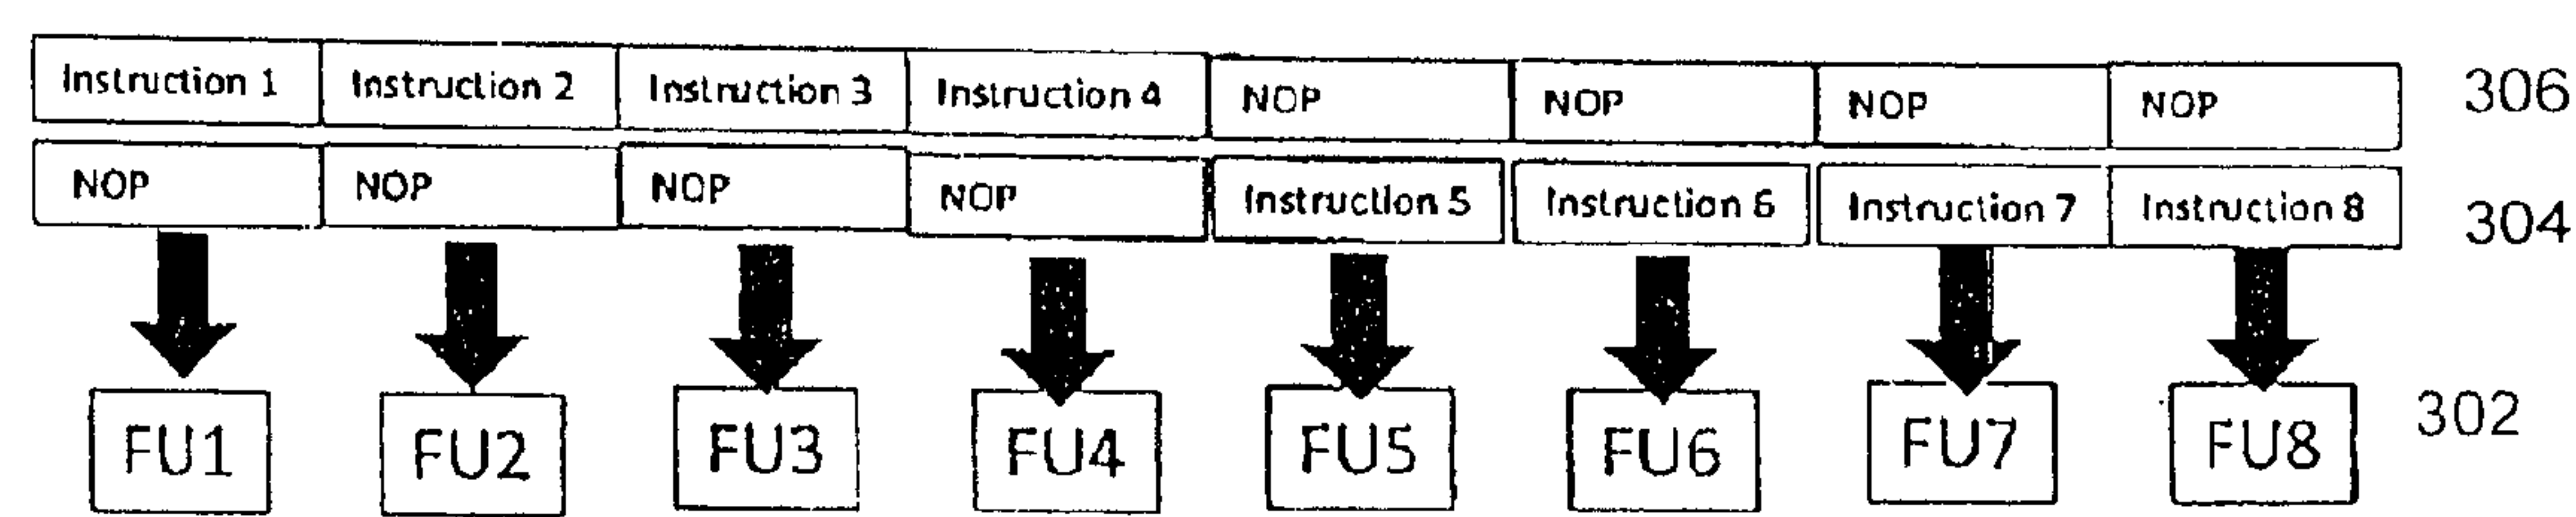 Instruction 1 Instruction 2 Instruction 3 Instruction 4 NOP NOP NOP NOP 306
NOP NOP NOP NOP Instruction 5 Instruction 6 Instruction 7 Instruction 8 304
FU1 FU2 FU3 FU4 FU5 FU6 FU7 FU8 302